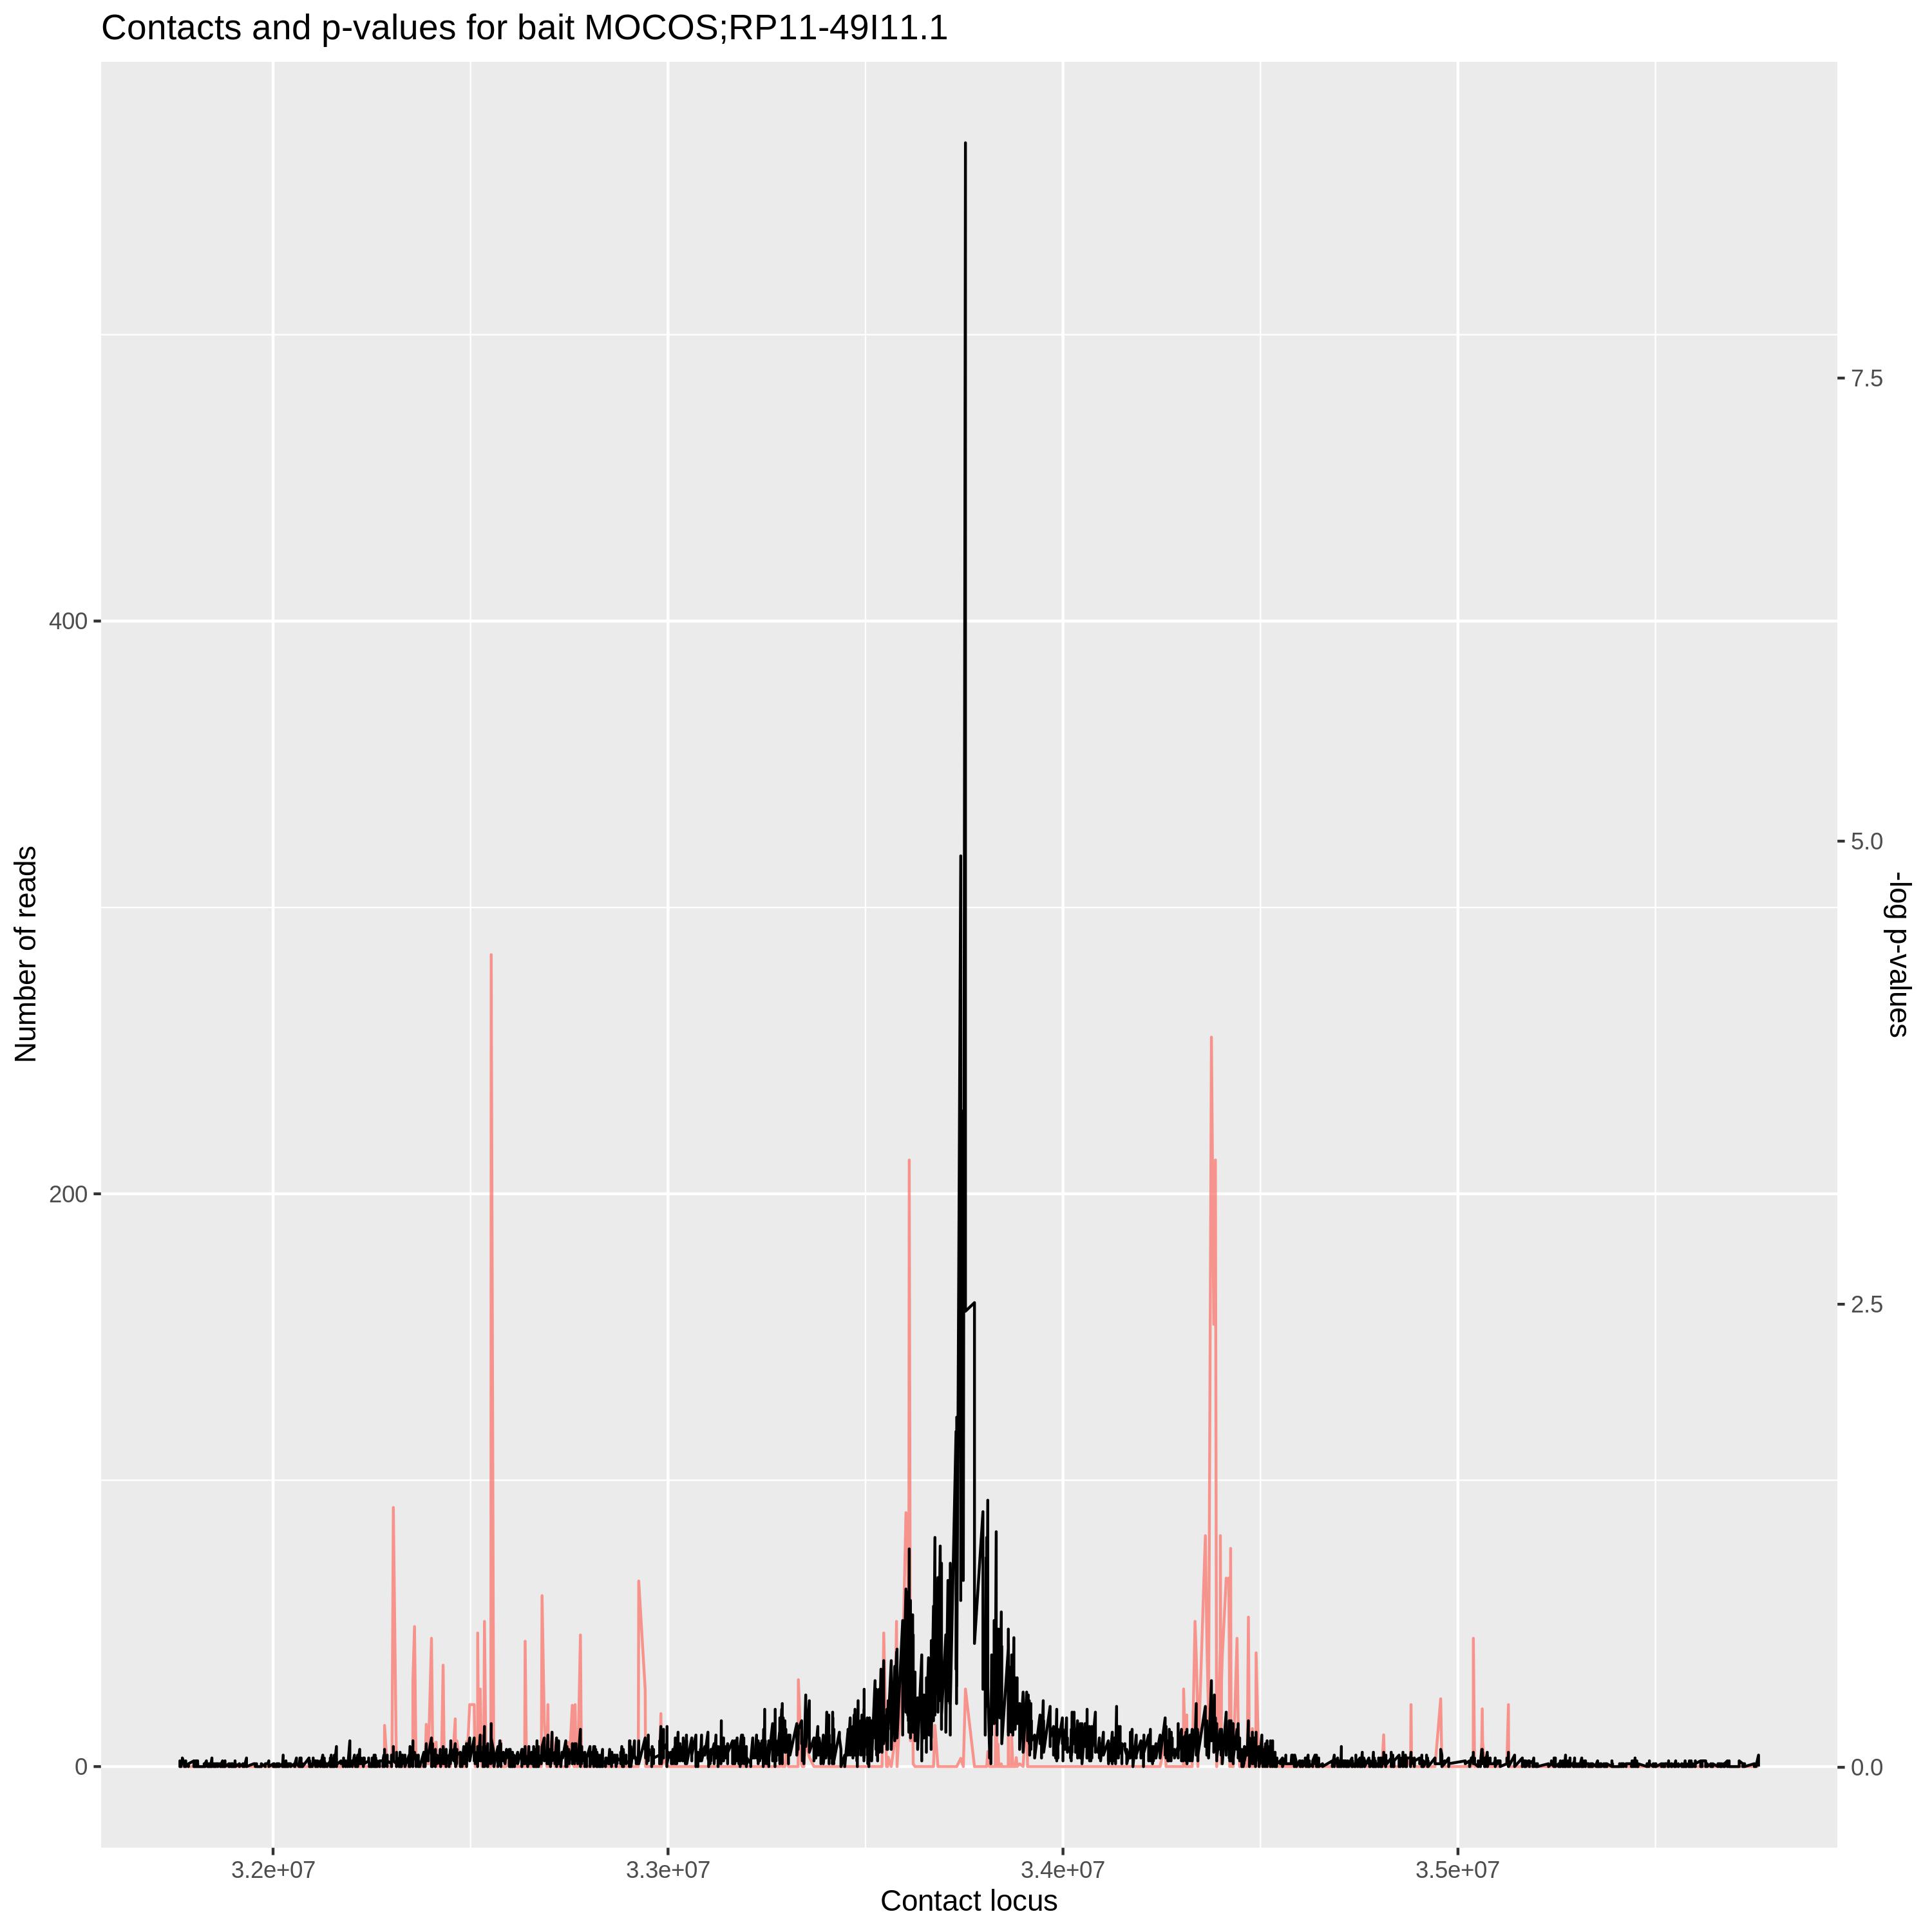 Contacts and p-values for bait MOCOS;RP11-49I11.1
Number of reads
400
200
0
7.5
5.0
2.5
0.0
-log p-values
3.2e+07 3.3e+07 3.4e+07 3.5e+07
Contact locus